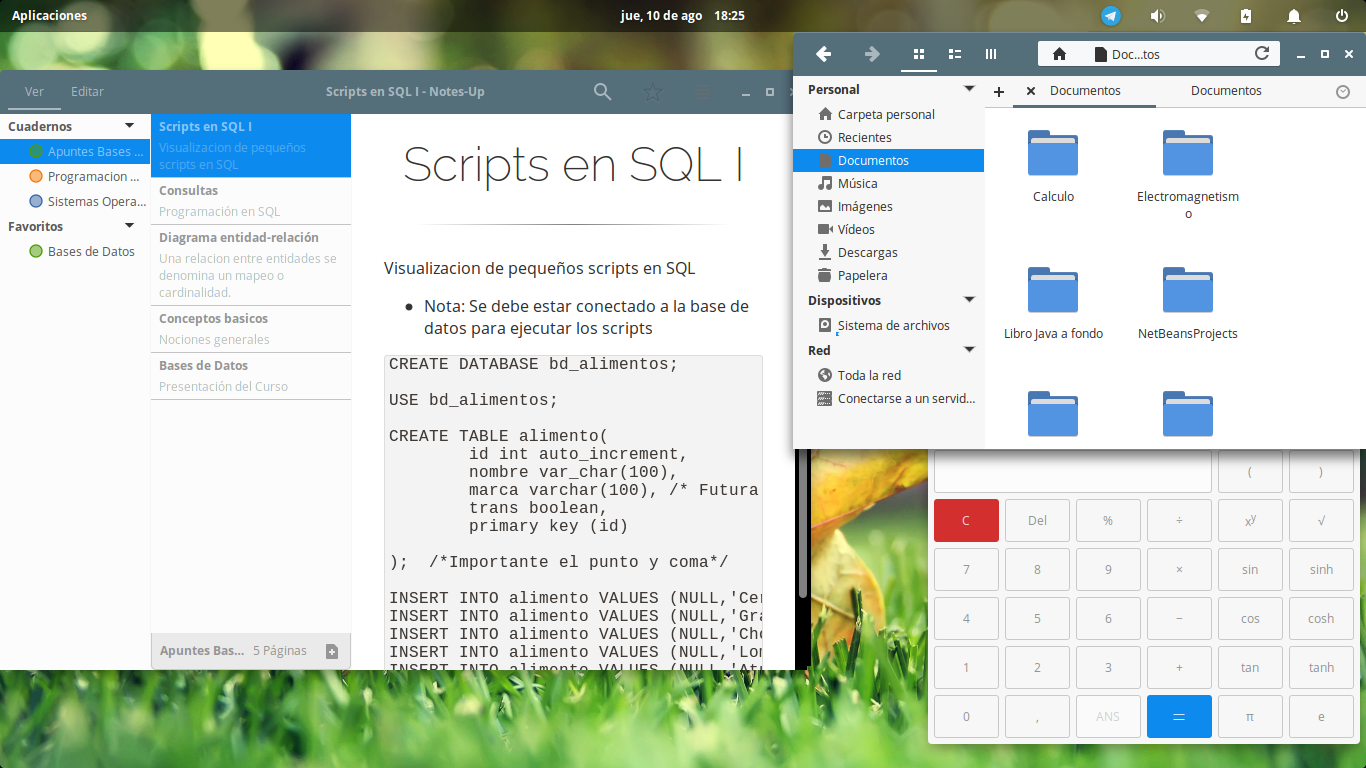 Aplicaciones
jue, 10 de ago 18:25
Ver Editar
Scripts en SQL I - Notes-Up
Cuadernos
Apuntes Bases ...
Programacion ...
Sistemas Opera...
Favoritos
Bases de Datos
Scripts en SQL I
Visualizacion de pequeños
scripts en SQL
Consultas
Programación en SQL
Diagrama entidad-relación
Una relacion entre entidades se
denomina un mapeo o
cardinalidad.
Conceptos basicos
Nociones generales
Bases de Datos
Presentación del Curso
Apuntes Bas... 5 Páginas
Scripts en SQL I
Visualizacion de pequeños scripts en SQL
• Nota: Se debe estar conectado a la base de
datos para ejecutar los scripts
CREATE DATABASE bd_alimentos;
USE bd_alimentos;
CREATE TABLE alimento(
id int auto_increment,
nombre var_char(100),
marca varchar(100), /* Futura
trans boolean,
primary key (id)
); /*Importante el punto y coma*/
INSERT INTO alimento VALUES (NULL,'Cer
INSERT INTO alimento VALUES (NULL,'Gra
INSERT INTO alimento VALUES (NULL,'Cho
INSERT INTO alimento VALUES (NULL,'Lon
INSERT INTO alimento VALUES (NULL,'Atu
Doc...tos
Personal
Carpeta personal
Recientes
Documentos
Música
Imágenes
Vídeos
Descargas
Papelera
Dispositivos
Sistema de archivos
Red
Toda la red
Conectarse a un servid...
+ × Documentos Documentos
Calculo
Electromagnetism
o
Libro Java a fondo
NetBeansProjects
( )
C Del % ÷ xʸ √
7 8 9 × sin sinh
4 5 6 − cos cosh
1 2 3 + tan tanh
0 , ANS = π e